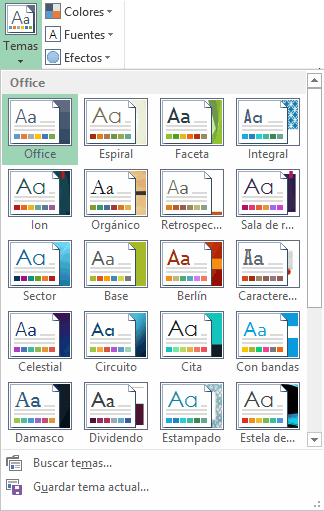 Temas
Colores
Fuentes
Efectos
Office
Office Espiral Faceta Integral
Ion Orgánico Retrospec... Sala de r...
Sector Base Berlín Caractere...
Celestial Circuito Cita Con bandas
Damasco Dividendo Estampado Estela de...
Buscar temas...
Guardar tema actual...